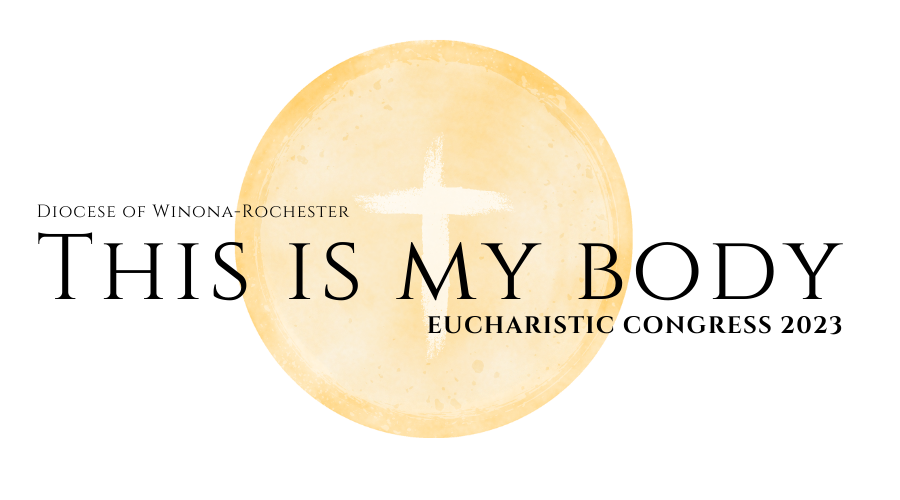 Diocese of Winona-Rochester
This is my body
Eucharistic Congress 2023